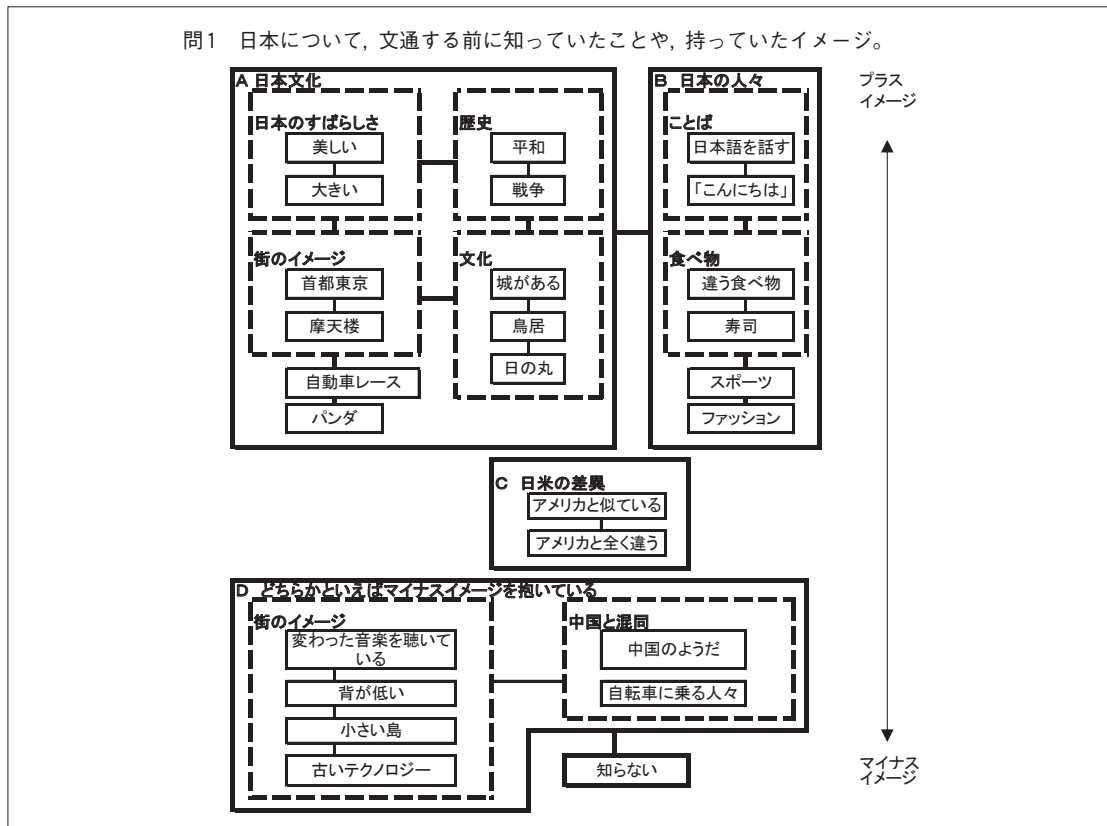 問1 日本について, 文通する前に知っていたことや, 持っていたイメージ。
A 日本文化
日本のすばらしさ
美しい
大きい
歴史
平和
戦争
街のイメージ
首都東京
摩天楼
文化
城がある
鳥居
日の丸
自動車レース
パンダ
B 日本の人々
ことば
日本語を話す
「こんにちは」
食べ物
違う食べ物
寿司
スポーツ
ファッション
プラス
イメージ
C 日米の差異
アメリカと似ている
アメリカと全く違う
D どちらかといえばマイナスイメージを抱いている
街のイメージ
変わった音楽を聴いて
いる
背が低い
小さい島
古いテクノロジー
中国と混同
中国のようだ
自転車に乗る人々
知らない
マイナス
イメージ